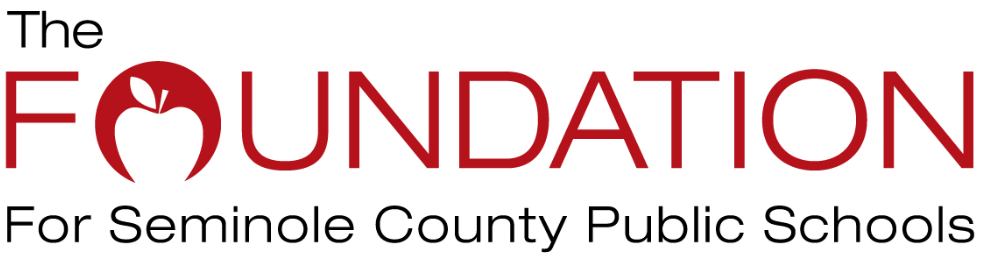 The
FOUNDATION
For Seminole County Public Schools